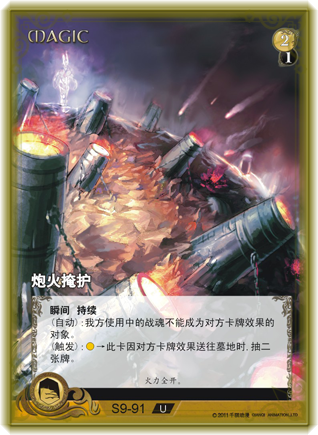 MAGIC
2
1
炮火掩护
瞬间 持续
(自动):我方使用中的战魂不能成为对方卡牌效果的
对象。
(触发):→此卡因对方卡牌效果送往墓地时.抽二
张牌。
火力全开。
S9-91 U